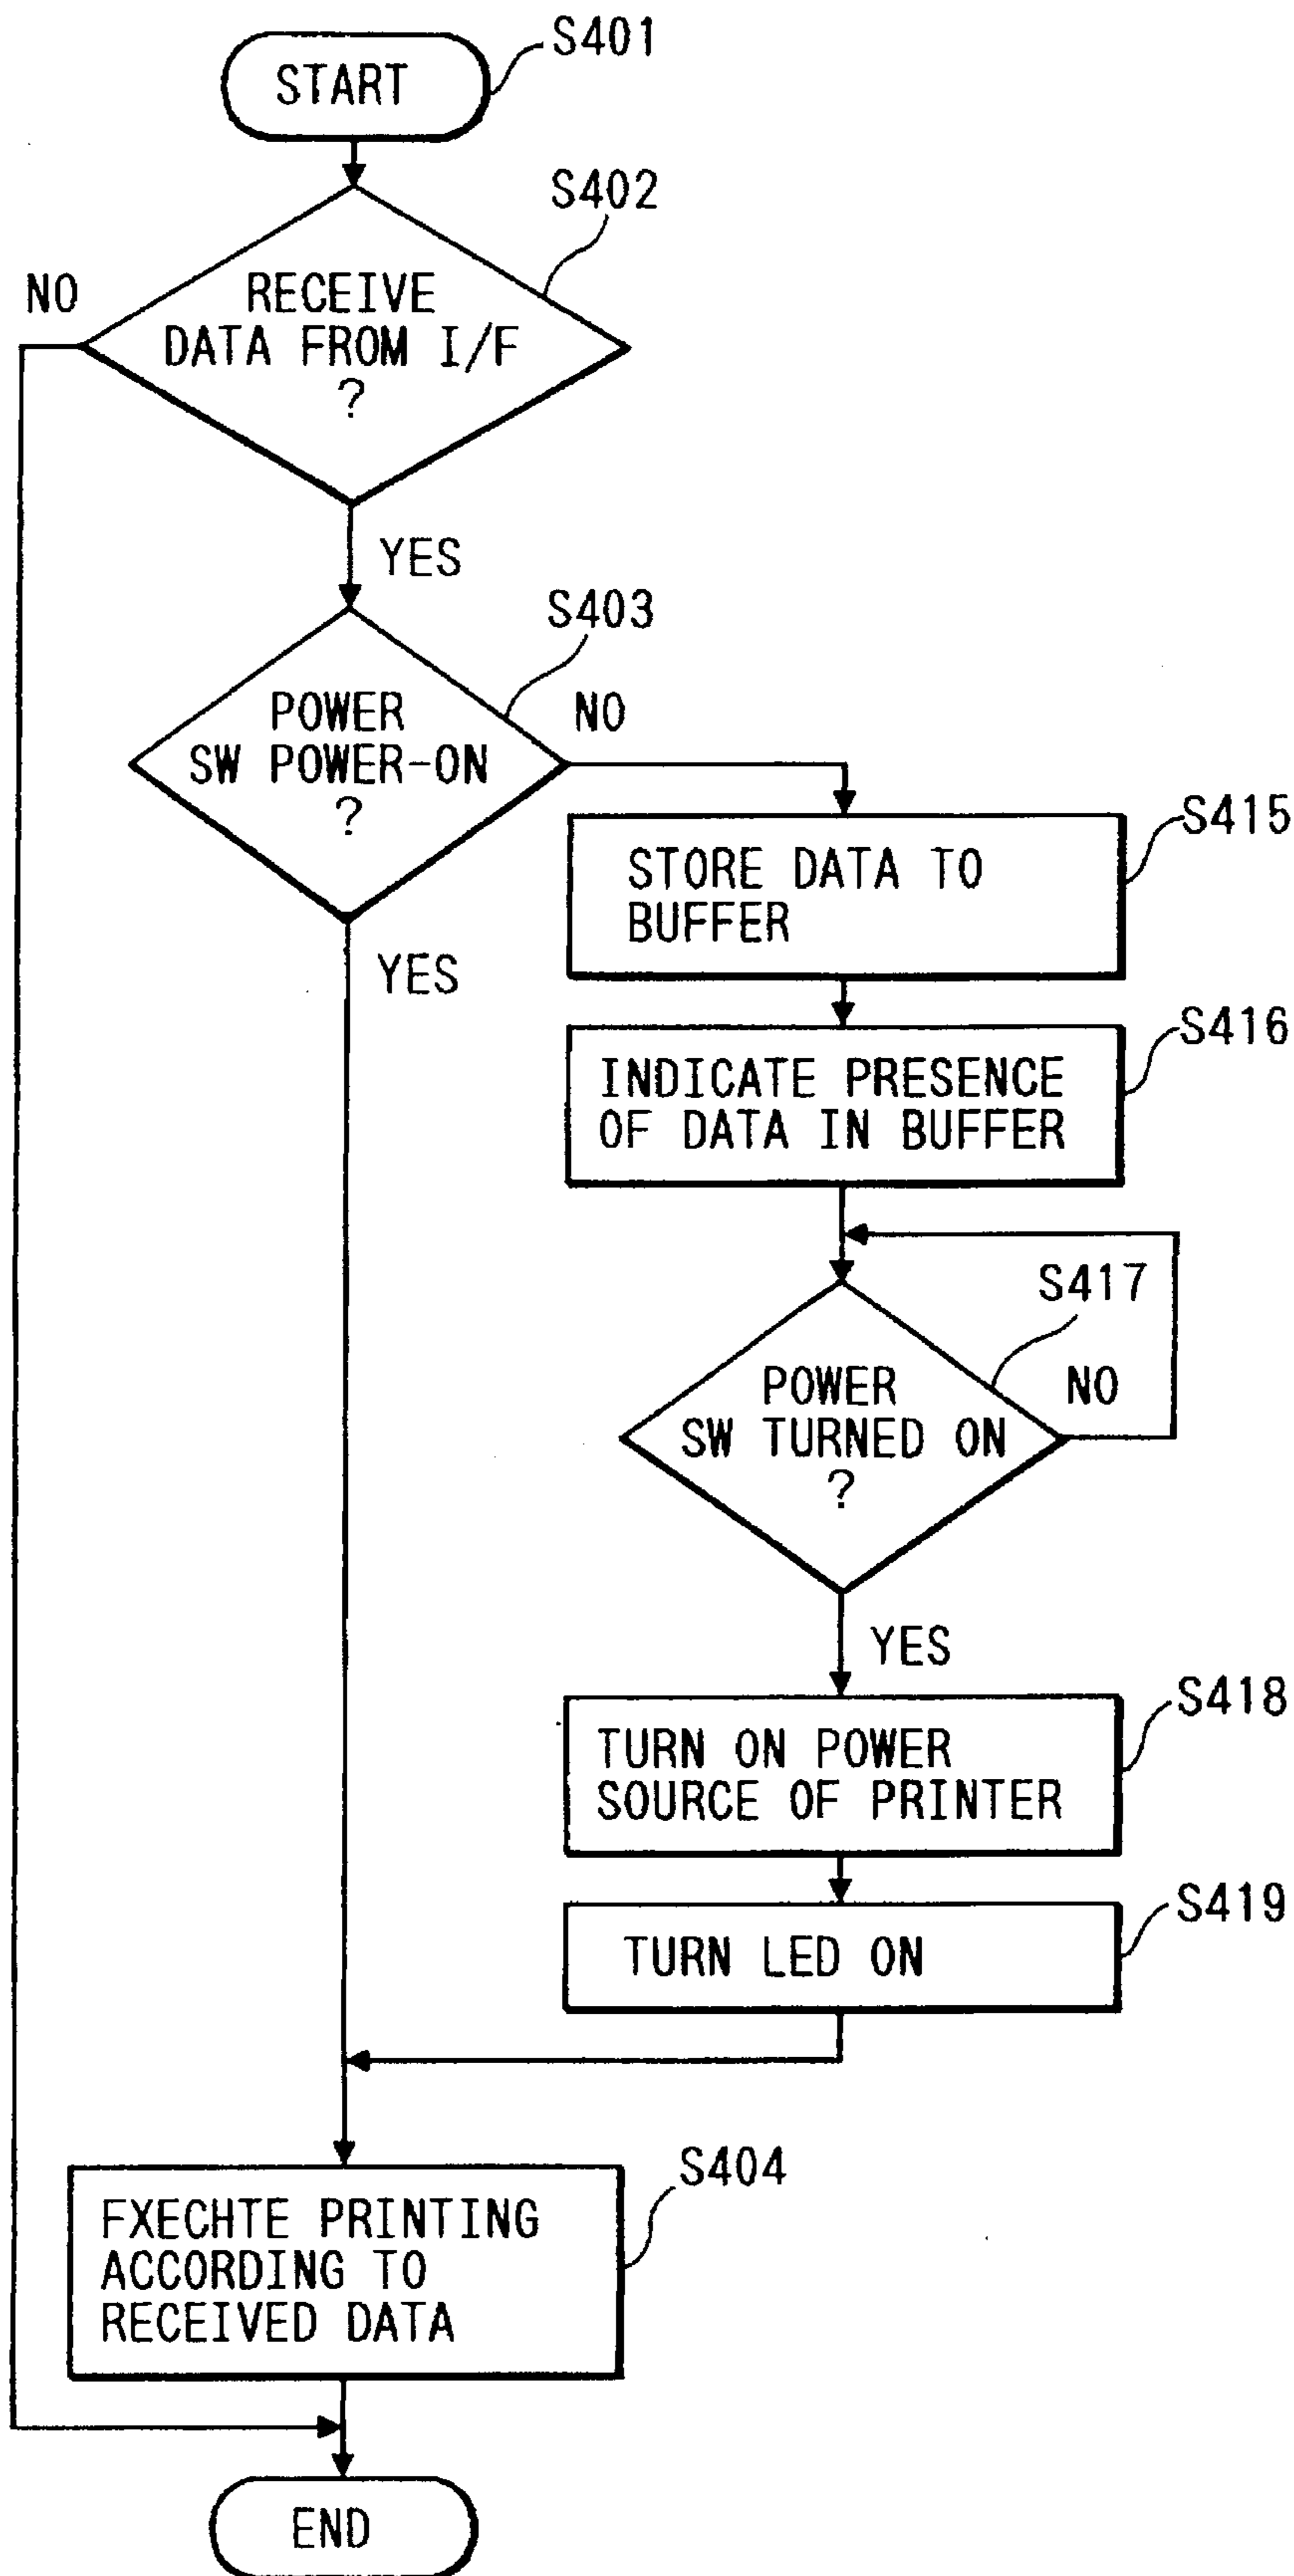 START
S401
S402
NO
RECEIVE
DATA FROM I/F
?
YES
S403
POWER
SW POWER-ON
?
NO
YES
S415
STORE DATA TO
BUFFER
S416
INDICATE PRESENCE
OF DATA IN BUFFER
S417
POWER
SW TURNED ON
?
NO
YES
S418
TURN ON POWER
SOURCE OF PRINTER
S419
TURN LED ON
S404
FXECHTE PRINTING
ACCORDING TO
RECEIVED DATA
END